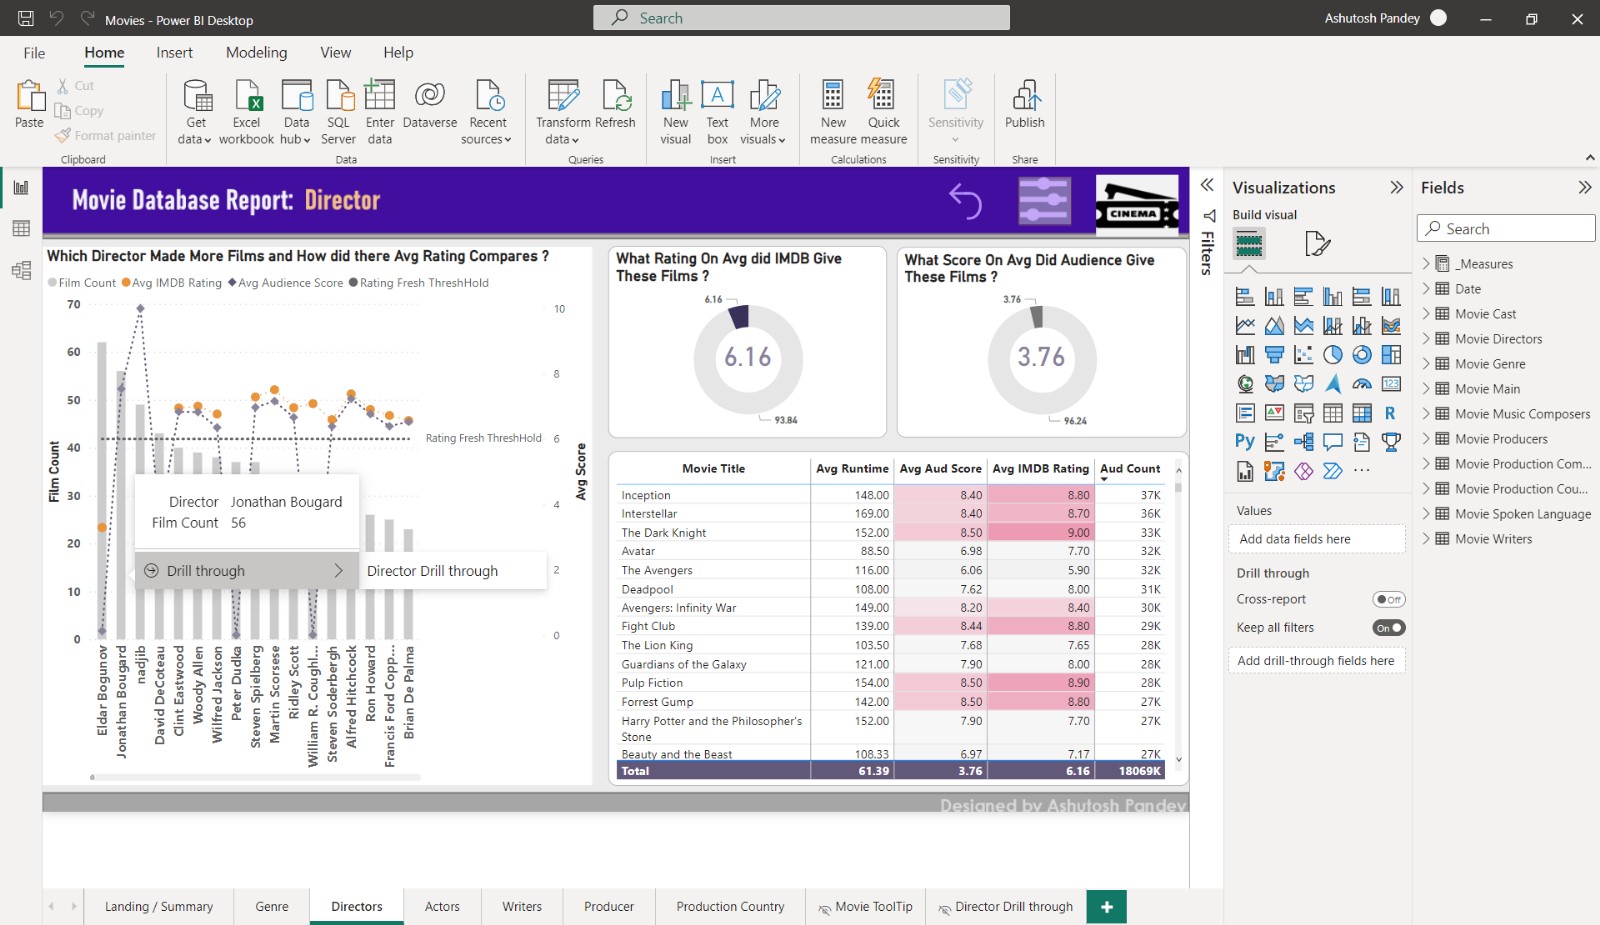 Movies - Power BI Desktop
Search
Ashutosh Pandey
File
Home
Insert
Modeling
View
Help
Paste
Cut
Copy
Format painter
Clipboard
Get data
Excel workbook
Data hub
SQL Server
Enter data
Dataverse
Recent sources
Data
Transform data
Refresh
Queries
New visual
Text box
More visuals
Insert
New measure
Quick measure
Calculations
Sensitivity
Sensitivity
Publish
Share
Movie Database Report: Director
CINEMA
Which Director Made More Films and How did there Avg Rating Compares ?
Film Count Avg IMDB Rating Avg Audience Score Rating Fresh ThreshHold
70
60
50
40
30
20
10
0
Film Count
10
8
6
4
2
0
Avg Score
Rating Fresh ThreshHold
Director Jonathan Bougard
Film Count 56
Drill through
Director Drill through
Eldar Bogunov
Jonathan Bougard
nadjib
David DeCoteau
Clint Eastwood
Woody Allen
Wilfred Jackson
Peter Dudka
Steven Spielberg
Martin Scorsese
Ridley Scott
William R. Coughl...
Steven Soderbergh
Alfred Hitchcock
Ron Howard
Francis Ford Copp...
Brian De Palma
What Rating On Avg did IMDB Give
These Films ?
6.16
6.16
93.84
What Score On Avg Did Audience Give
These Films ?
3.76
3.76
96.24
Movie Title Avg Runtime Avg Aud Score Avg IMDB Rating Aud Count
Inception 148.00 8.40 8.80 37K
Interstellar 169.00 8.40 8.70 36K
The Dark Knight 152.00 8.50 9.00 33K
Avatar 88.50 6.98 7.70 32K
The Avengers 116.00 6.06 5.90 32K
Deadpool 108.00 7.62 8.00 31K
Avengers: Infinity War 149.00 8.20 8.40 30K
Fight Club 139.00 8.44 8.80 29K
The Lion King 103.50 7.68 7.65 28K
Guardians of the Galaxy 121.00 7.90 8.00 28K
Pulp Fiction 154.00 8.50 8.90 28K
Forrest Gump 142.00 8.50 8.80 27K
Harry Potter and the Philosopher's 152.00 7.90 7.70 27K
Stone
Beauty and the Beast 108.33 6.97 7.17 27K
Total 61.39 3.76 6.16 18069K
Designed by Ashutosh Pandey
Filters
Visualizations
Build visual
123
R
Py
...
Values
Add data fields here
Drill through
Cross-report Off
Keep all filters On
Add drill-through fields here
Fields
Search
_Measures
Date
Movie Cast
Movie Directors
Movie Genre
Movie Main
Movie Music Composers
Movie Producers
Movie Production Com...
Movie Production Cou...
Movie Spoken Language
Movie Writers
Landing / Summary
Genre
Directors
Actors
Writers
Producer
Production Country
Movie ToolTip
Director Drill through
+